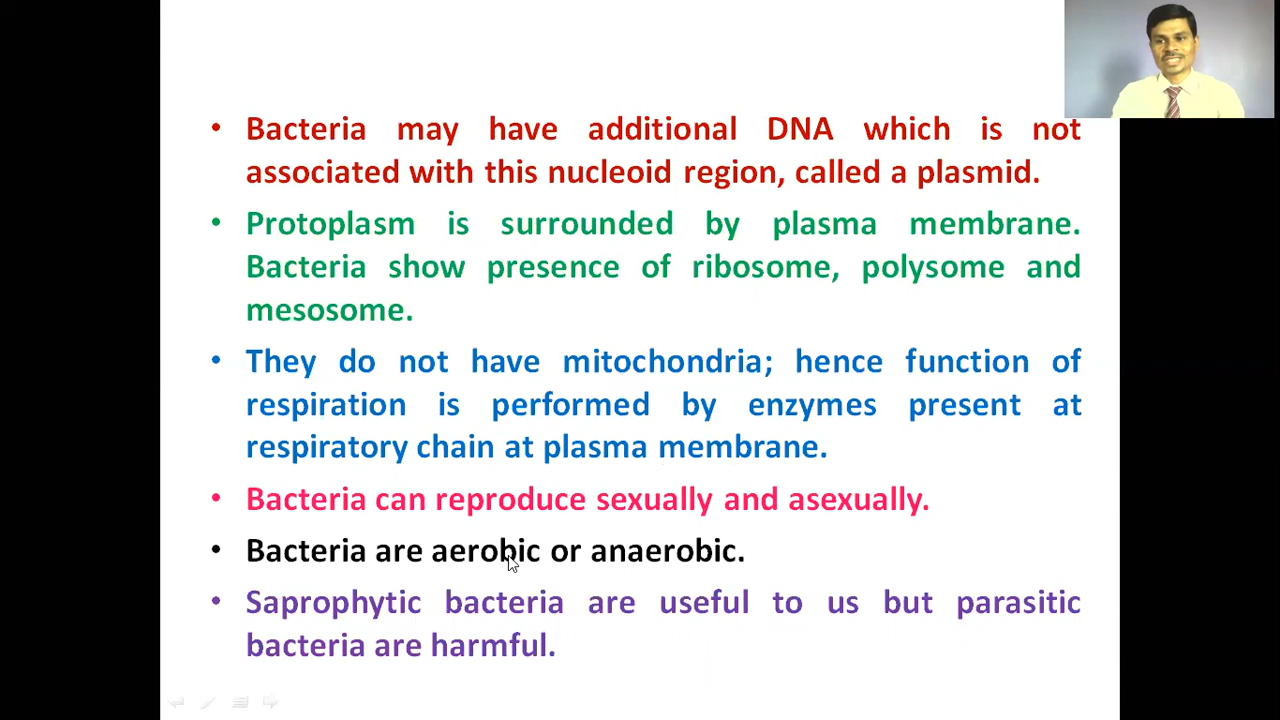 • Bacteria may have additional DNA which is not
associated with this nucleoid region, called a plasmid.
• Protoplasm is surrounded by plasma membrane.
Bacteria show presence of ribosome, polysome and
mesosome.
• They do not have mitochondria; hence function of
respiration is performed by enzymes present at
respiratory chain at plasma membrane.
• Bacteria can reproduce sexually and asexually.
• Bacteria are aerobic or anaerobic.
• Saprophytic bacteria are useful to us but parasitic
bacteria are harmful.